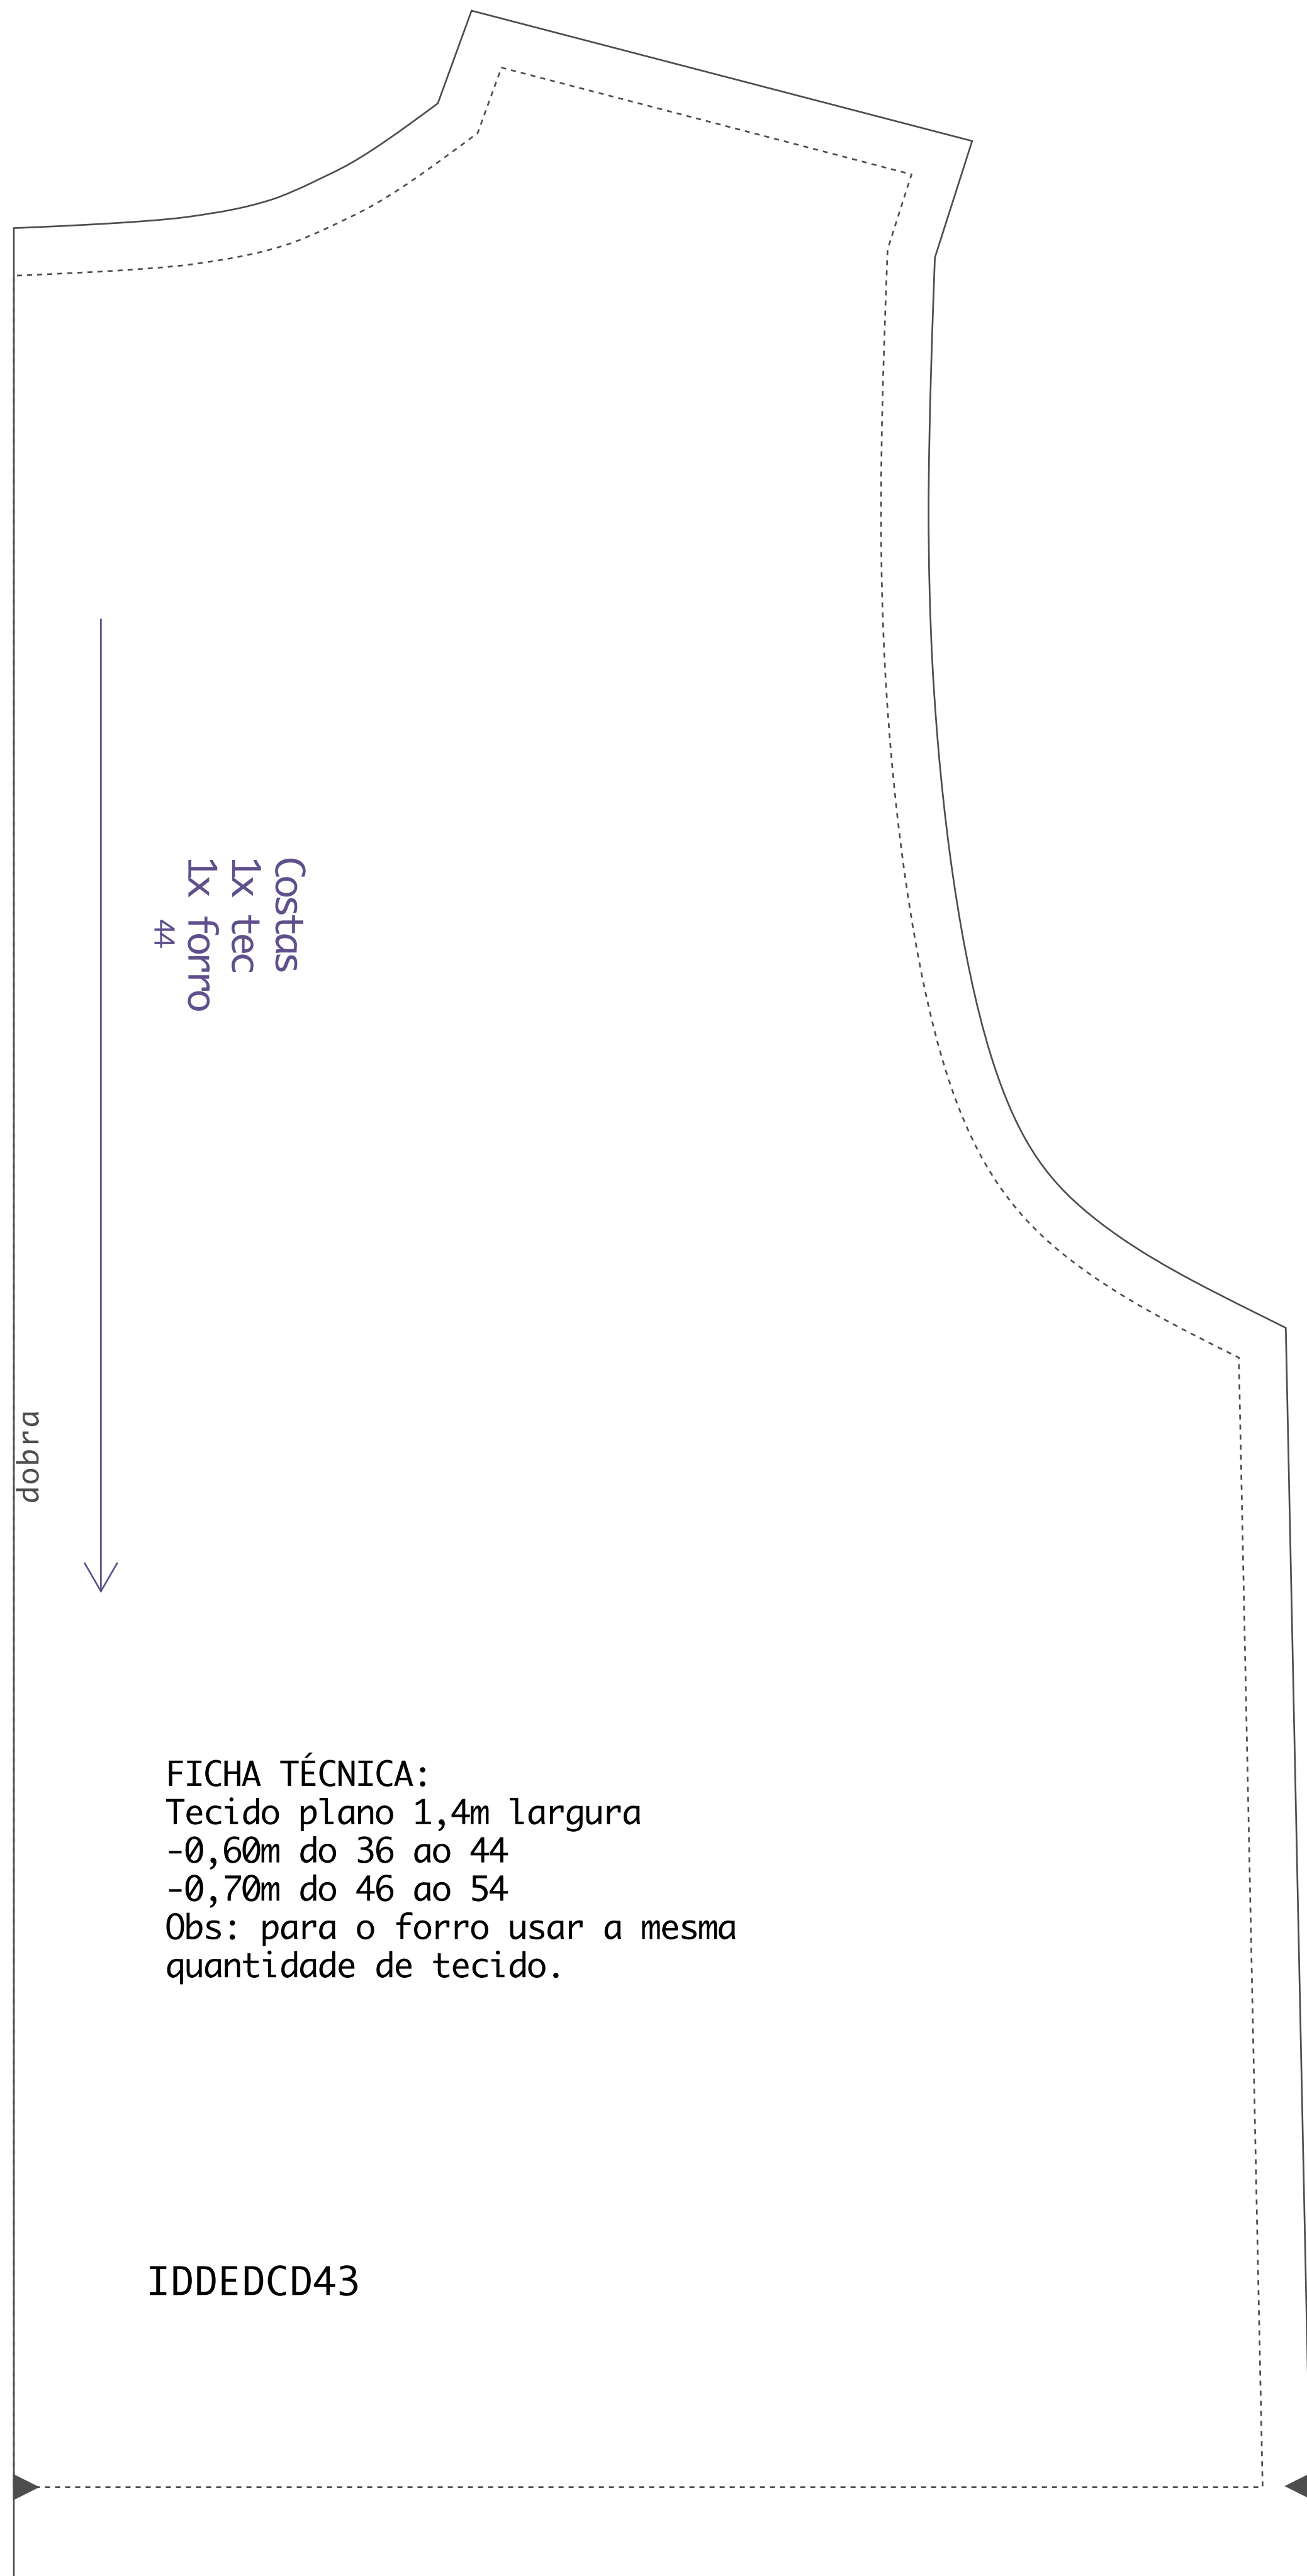 Costas
1x tec
1x forro
44
dobra
FICHA TÉCNICA:
Tecido plano 1,4m largura
-0,60m do 36 ao 44
-0,70m do 46 ao 54
Obs: para o forro usar a mesma
quantidade de tecido.
IDDEDCD43